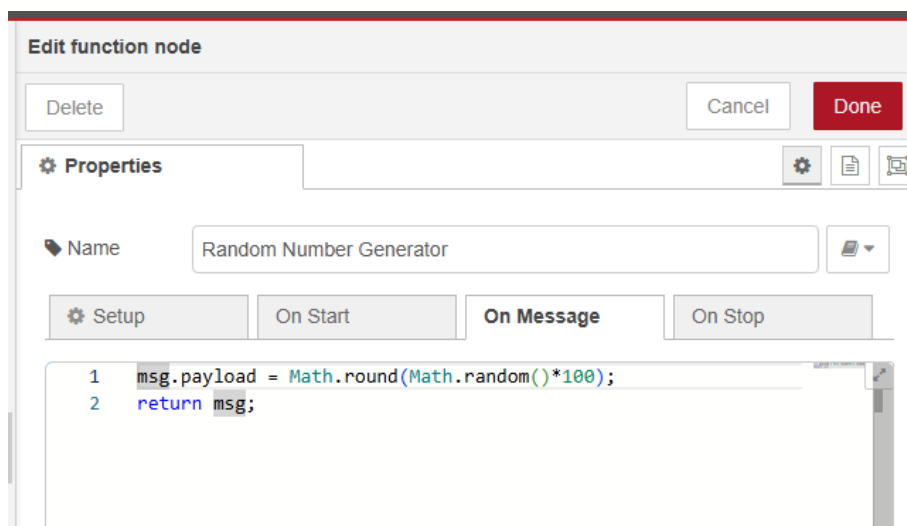 Edit function node
Delete Cancel Done
Properties
Name Random Number Generator
Setup On Start On Message On Stop
1 msg.payload = Math.round(Math.random()*100);
2 return msg;